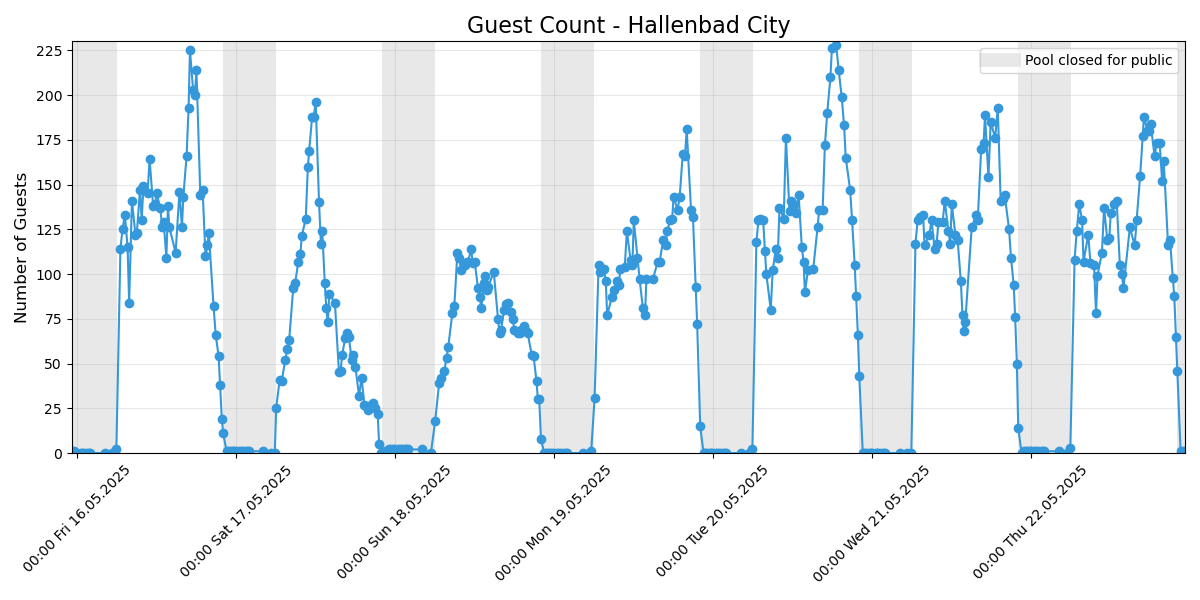 Guest Count - Hallenbad City
Number of Guests
225
200
175
150
125
100
75
50
25
0
Pool closed for public
00:00 Fri 16.05.2025
00:00 Sat 17.05.2025
00:00 Sun 18.05.2025
00:00 Mon 19.05.2025
00:00 Tue 20.05.2025
00:00 Wed 21.05.2025
00:00 Thu 22.05.2025